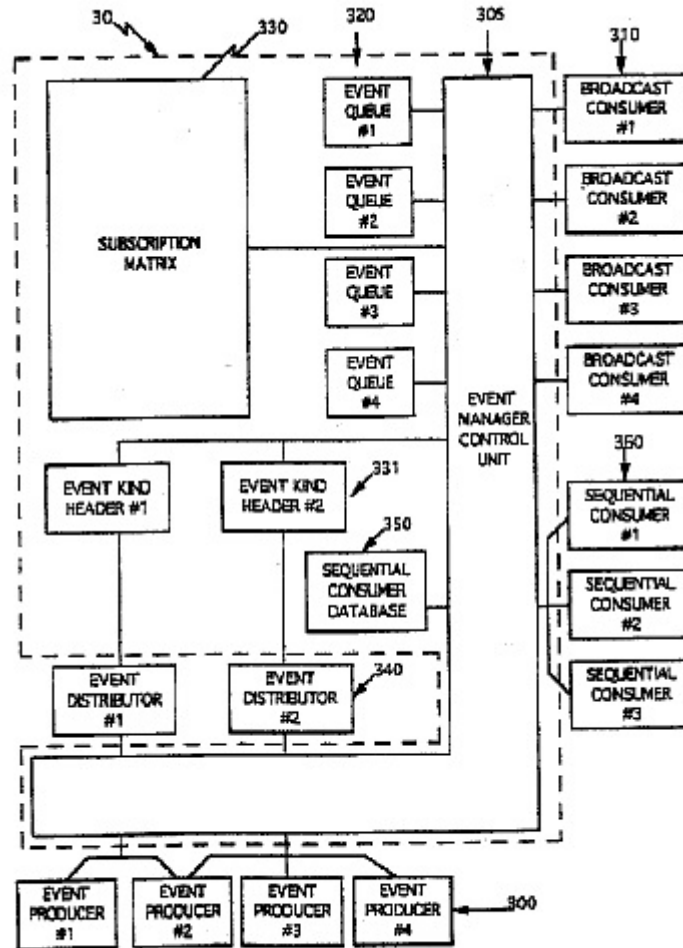 30
330
320
305
310
EVENT
QUEUE
#1
BROADCAST
CONSUMER
#1
EVENT
QUEUE
#2
BROADCAST
CONSUMER
#2
SUBSCRIPTION
MATRIX
EVENT
QUEUE
#3
BROADCAST
CONSUMER
#3
EVENT
QUEUE
#4
BROADCAST
CONSUMER
#4
EVENT
MANAGER
CONTROL
UNIT
EVENT KIND
HEADER #1
EVENT KIND
HEADER #2
331
360
SEQUENTIAL
CONSUMER
#1
350
SEQUENTIAL
CONSUMER
DATABASE
SEQUENTIAL
CONSUMER
#2
EVENT
DISTRIBUTOR
#1
EVENT
DISTRIBUTOR
#2
340
SEQUENTIAL
CONSUMER
#3
EVENT
PRODUCER
#1
EVENT
PRODUCER
#2
EVENT
PRODUCER
#3
EVENT
PRODUCER
#4
300